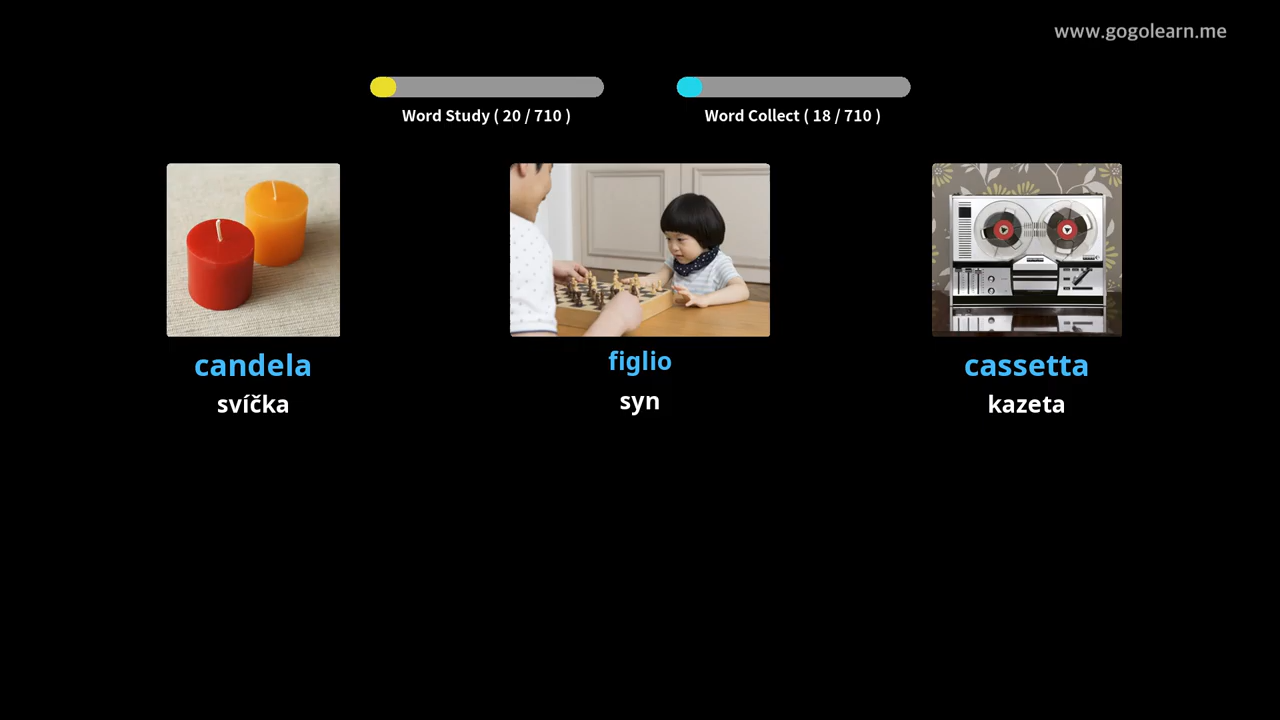 www.gogolearn.me
Word Study ( 20 / 710 )
Word Collect ( 18 / 710 )
candela
svíčka
figlio
syn
cassetta
kazeta